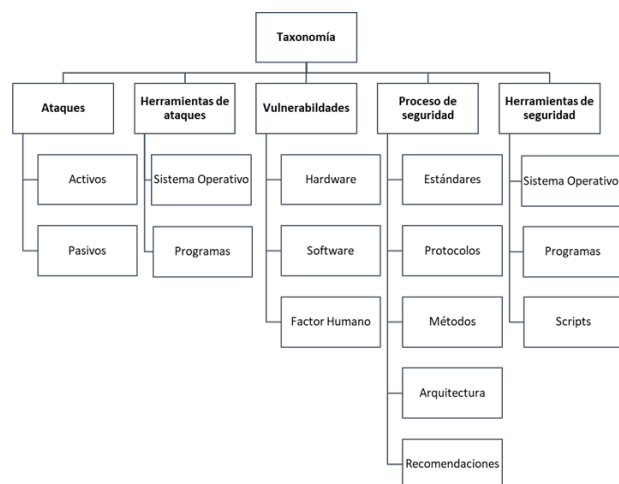 Taxonomía
Ataques
Activos
Pasivos
Herramientas de
ataques
Sistema Operativo
Programas
Vulnerabildades
Hardware
Software
Factor Humano
Proceso de
seguridad
Estándares
Protocolos
Métodos
Arquitectura
Recomendaciones
Herramientas de
seguridad
Sistema Operativo
Programas
Scripts